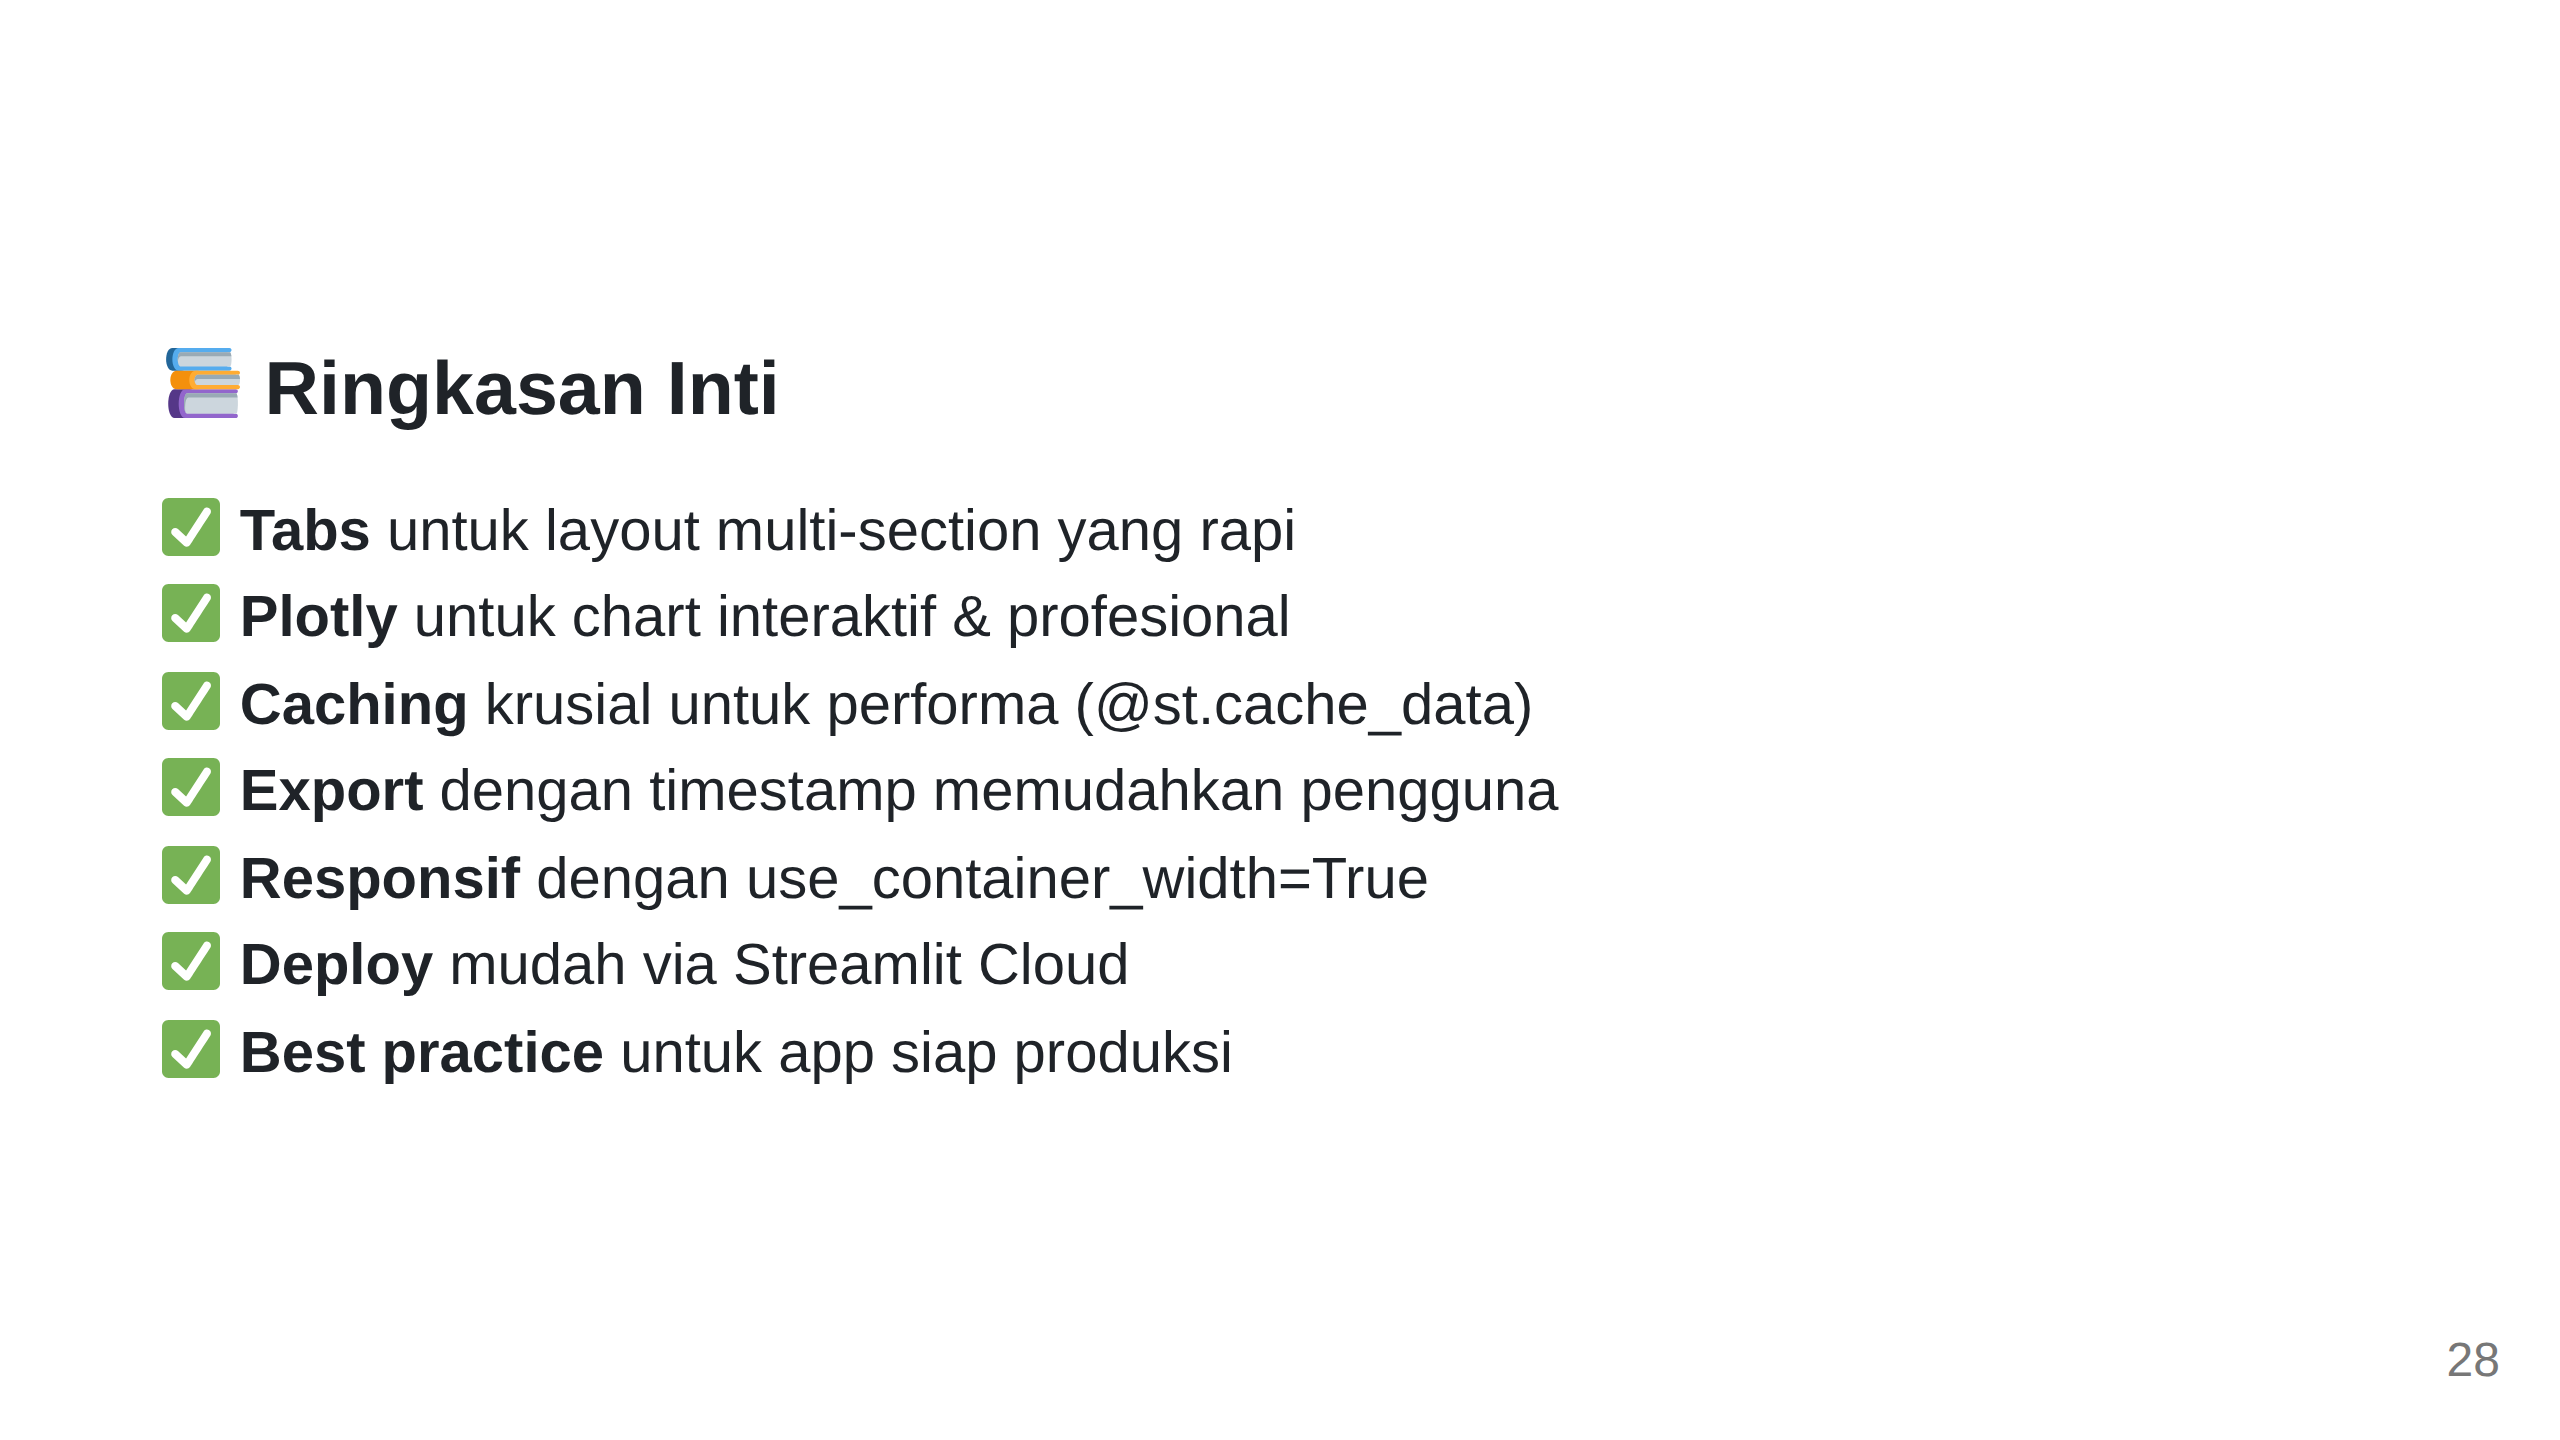 📚 Ringkasan Inti
✅ Tabs untuk layout multi-section yang rapi
✅ Plotly untuk chart interaktif & profesional
✅ Caching krusial untuk performa (@st.cache_data)
✅ Export dengan timestamp memudahkan pengguna
✅ Responsif dengan use_container_width=True
✅ Deploy mudah via Streamlit Cloud
✅ Best practice untuk app siap produksi
28